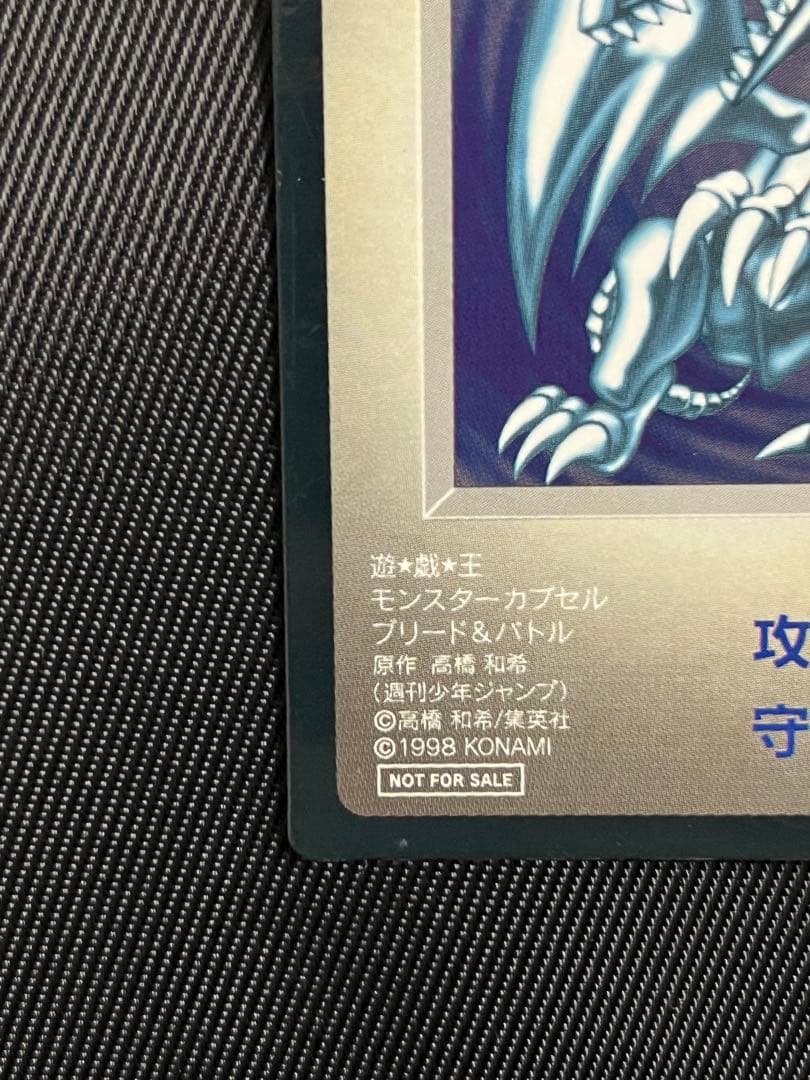 遊★戯★王
モンスターカプセル
ブリード&バトル
原作 高橋 和希
(週刊少年ジャンプ)
©高橋 和希/集英社
©1998 KONAMI
NOT FOR SALE
攻
守